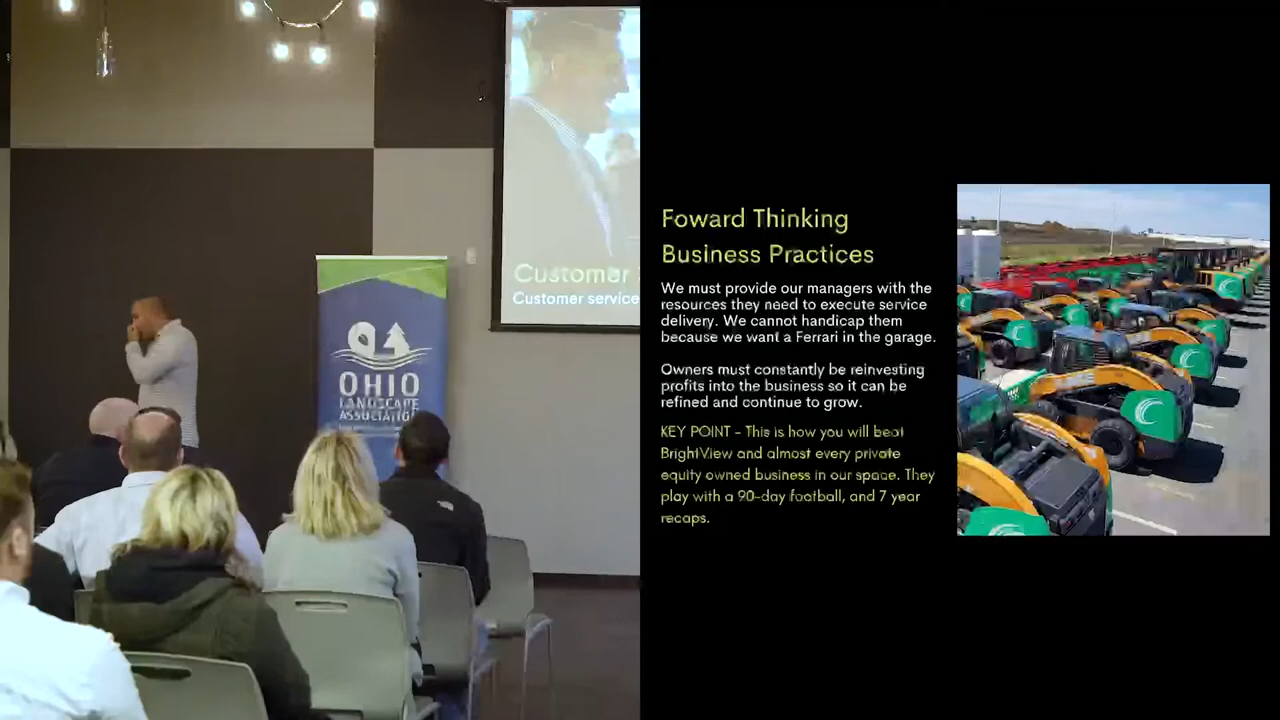 Customer
Customer service
OHIO
LANDSCAPE
ASSOCIATION
Foward Thinking
Business Practices
We must provide our managers with the
resources they need to execute service
delivery. We cannot handicap them
because we want a Ferrari in the garage.
Owners must constantly be reinvesting
profits into the business so it can be
refined and continue to grow.
KEY POINT - This is how you will beat
BrightView and almost every private
equity owned business in our space. They
play with a 90-day football, and 7 year
recaps.